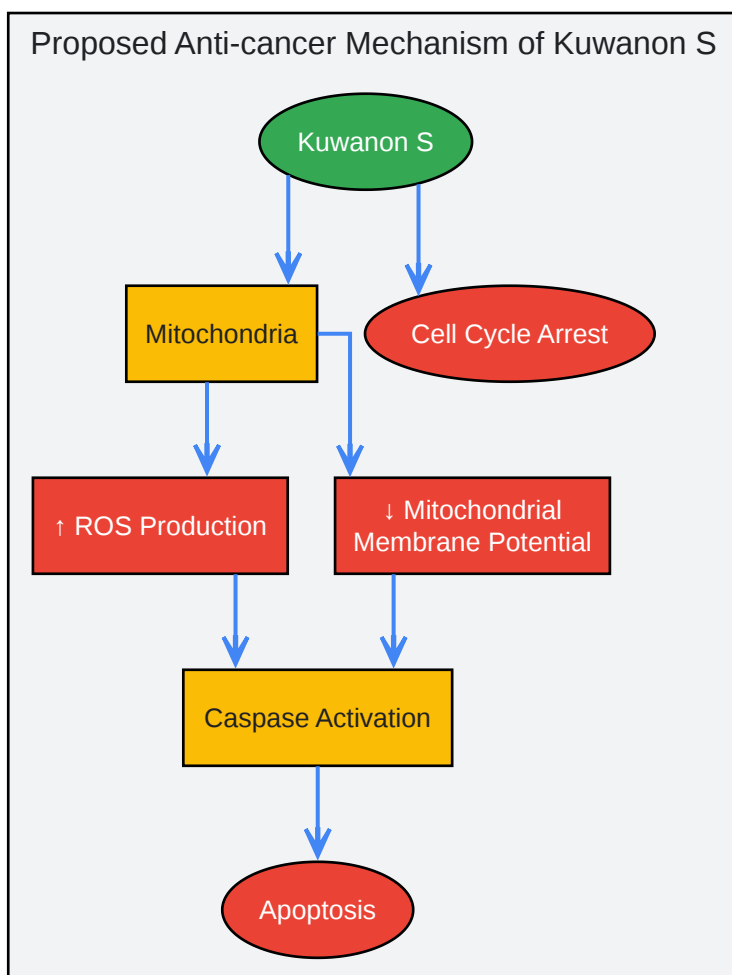 Proposed Anti-cancer Mechanism of Kuwanon S
Kuwanon S
Mitochondria
Cell Cycle Arrest
↑ ROS Production
↓ Mitochondrial
Membrane Potential
Caspase Activation
Apoptosis